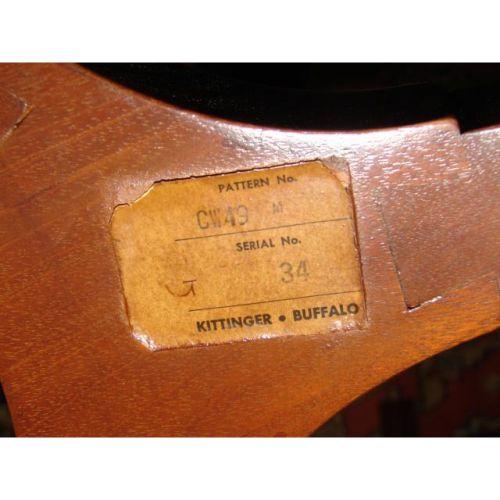 PATTERN No.
CW49 M
SERIAL No.
G 34
KITTINGER • BUFFALO